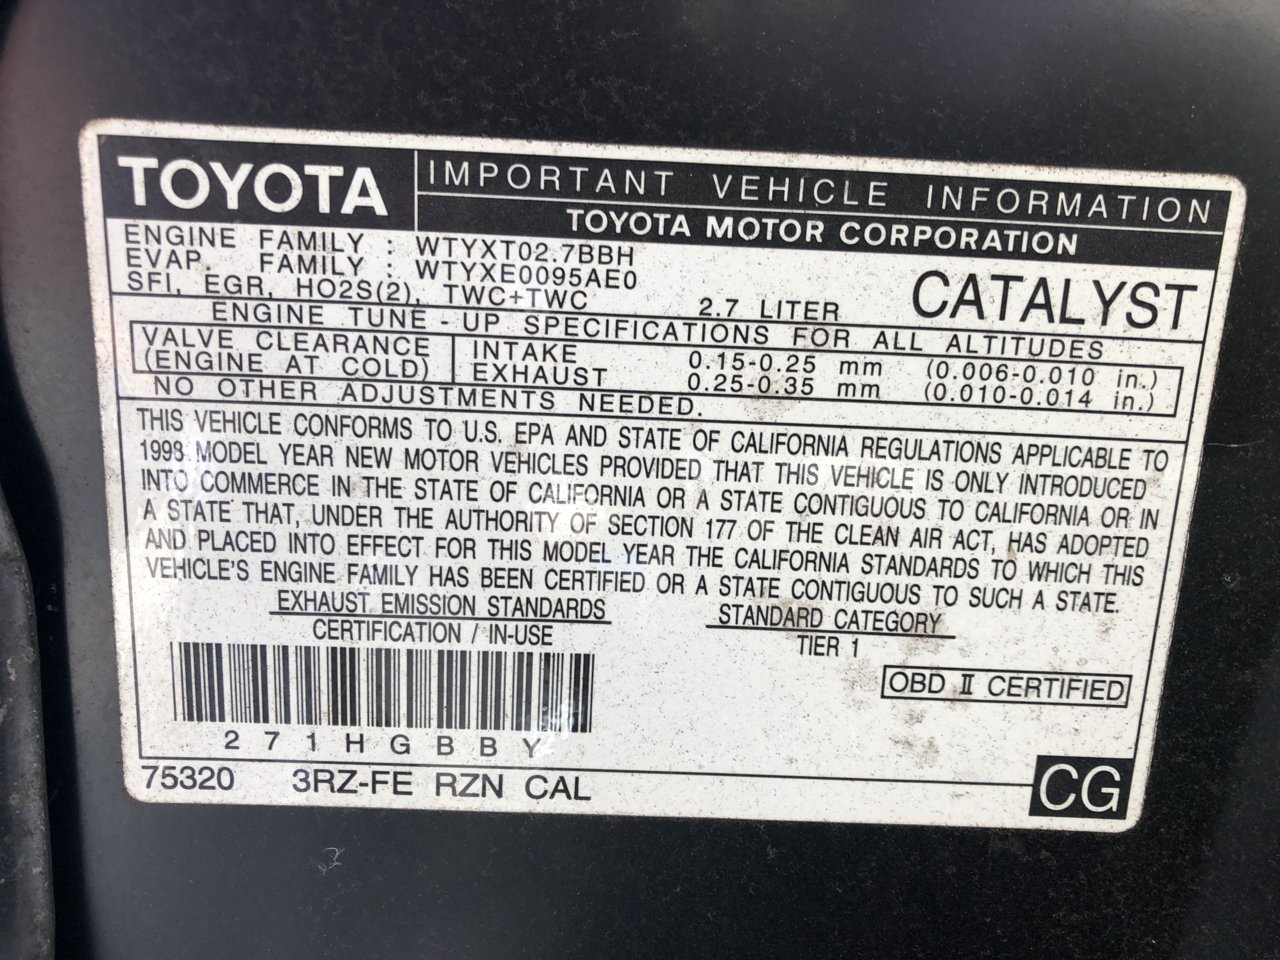 TOYOTA
IMPORTANT VEHICLE INFORMATION
TOYOTA MOTOR CORPORATION
ENGINE FAMILY : WTYXT02.7BBH
EVAP. FAMILY : WTYXE0095AE0
SFI, EGR, HO2S(2), TWC+TWC 2.7 LITER
CATALYST
ENGINE TUNE-UP SPECIFICATIONS FOR ALL ALTITUDES
VALVE CLEARANCE INTAKE 0.15-0.25 mm (0.006-0.010 in.)
(ENGINE AT COLD) EXHAUST 0.25-0.35 mm (0.010-0.014 in.)
NO OTHER ADJUSTMENTS NEEDED.
THIS VEHICLE CONFORMS TO U.S. EPA AND STATE OF CALIFORNIA REGULATIONS APPLICABLE TO
1998 MODEL YEAR NEW MOTOR VEHICLES PROVIDED THAT THIS VEHICLE IS ONLY INTRODUCED
INTO COMMERCE IN THE STATE OF CALIFORNIA OR A STATE CONTIGUOUS TO CALIFORNIA OR IN
A STATE THAT, UNDER THE AUTHORITY OF SECTION 177 OF THE CLEAN AIR ACT, HAS ADOPTED
AND PLACED INTO EFFECT FOR THIS MODEL YEAR THE CALIFORNIA STANDARDS TO WHICH THIS
VEHICLE'S ENGINE FAMILY HAS BEEN CERTIFIED OR A STATE CONTIGUOUS TO SUCH A STATE.
EXHAUST EMISSION STANDARDS STANDARD CATEGORY
CERTIFICATION / IN-USE TIER 1
OBD II CERTIFIED
271HGBBY
75320 3RZ-FE RZN CAL
CG